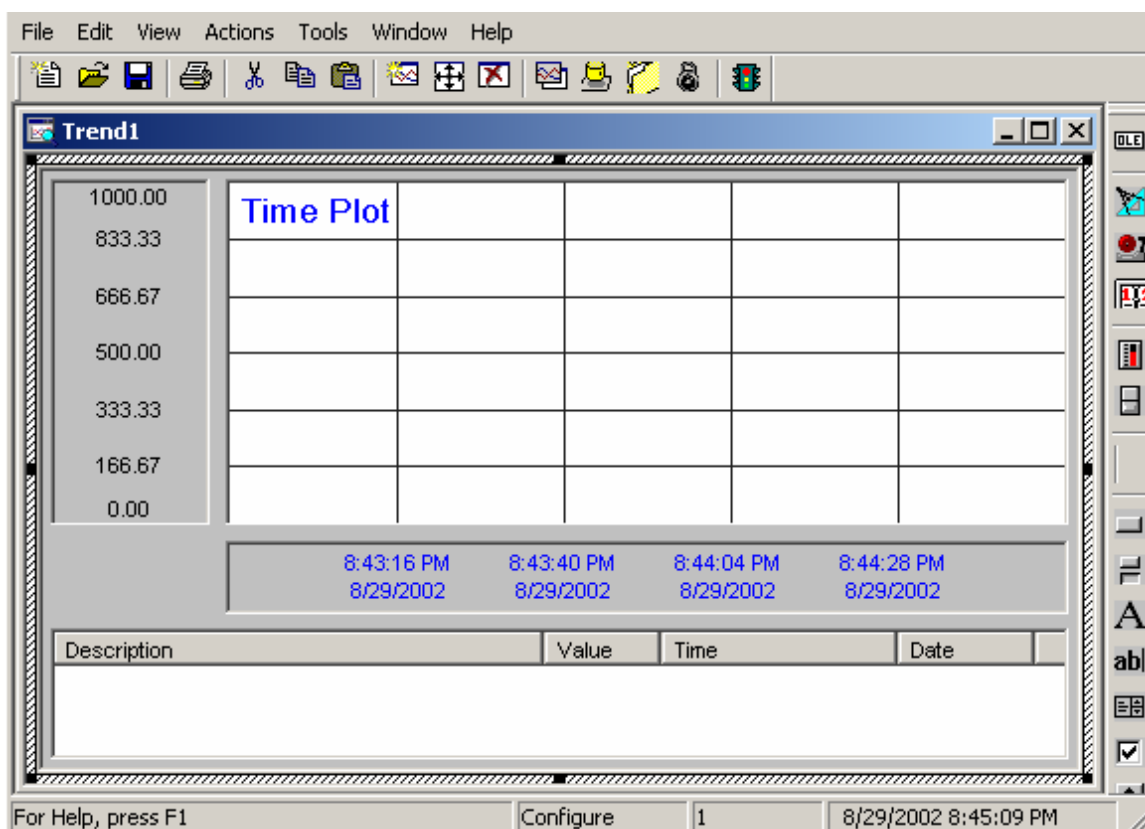 File Edit View Actions Tools Window Help
Trend1
OLE
1000.00
Time Plot
833.33
666.67
500.00
333.33
166.67
0.00
8:43:16 PM 8:43:40 PM 8:44:04 PM 8:44:28 PM
8/29/2002 8/29/2002 8/29/2002 8/29/2002
Description Value Time Date
A
ab
For Help, press F1 Configure 1 8/29/2002 8:45:09 PM